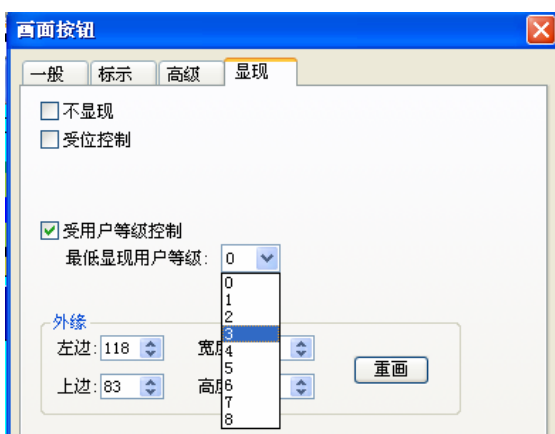 画面按钮
一般 标示 高级 显现
不显现
受位控制
受用户等级控制
最低显现用户等级: 0
0
1
2
3
4
5
6
7
8
外缘
左边: 118 宽
上边: 83 高
重画